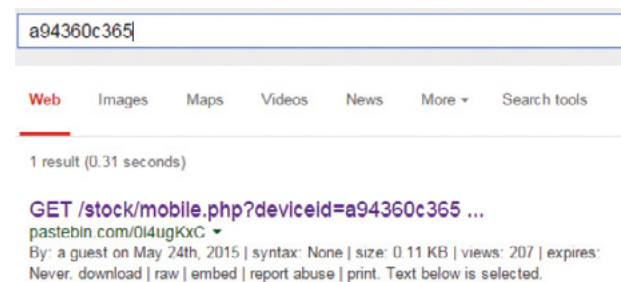 a94360c365
Web Images Maps Videos News More Search tools
1 result (0.31 seconds)
GET /stock/mobile.php?deviceid=a94360c365 ...
pastebin.com/0i4ugKxC
By: a guest on May 24th, 2015 | syntax: None | size: 0.11 KB | views: 207 | expires:
Never. download | raw | embed | report abuse | print. Text below is selected.